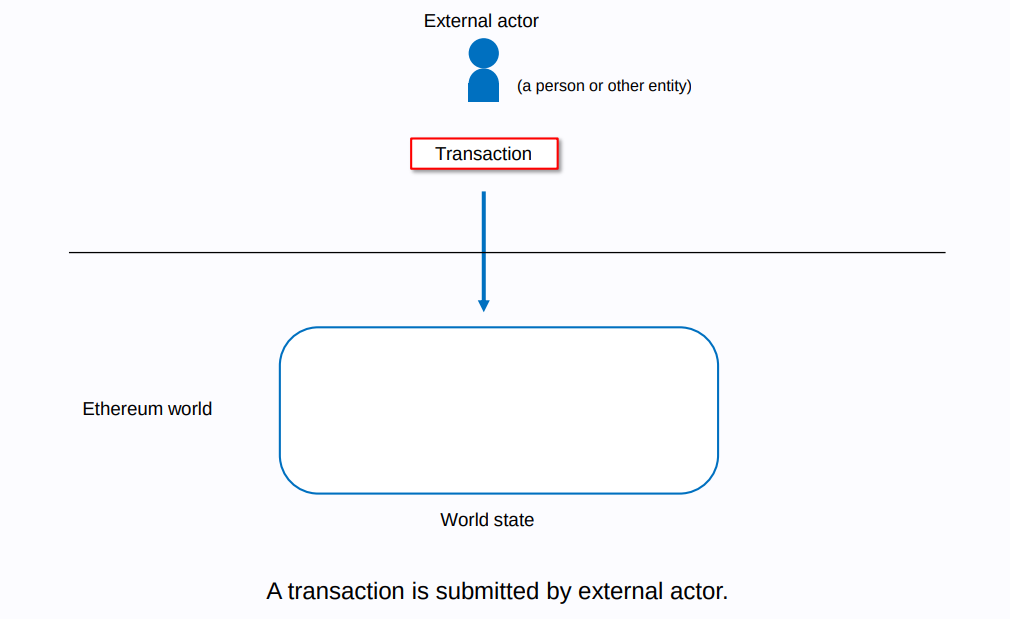 External actor
(a person or other entity)
Transaction
Ethereum world
World state
A transaction is submitted by external actor.